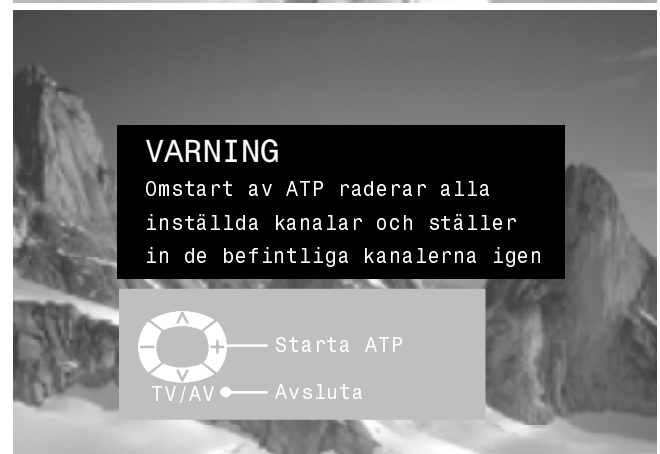 VARNING
Omstart av ATP raderar alla
inställda kanalar och ställer
in de befintliga kanalerna igen
Starta ATP
TV/AV Avsluta